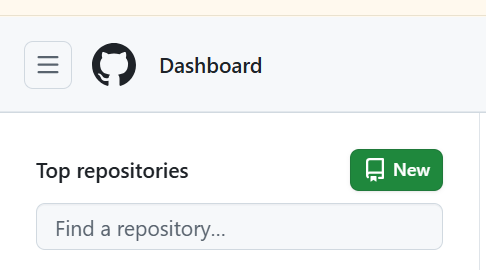 Dashboard
Top repositories
New
Find a repository...